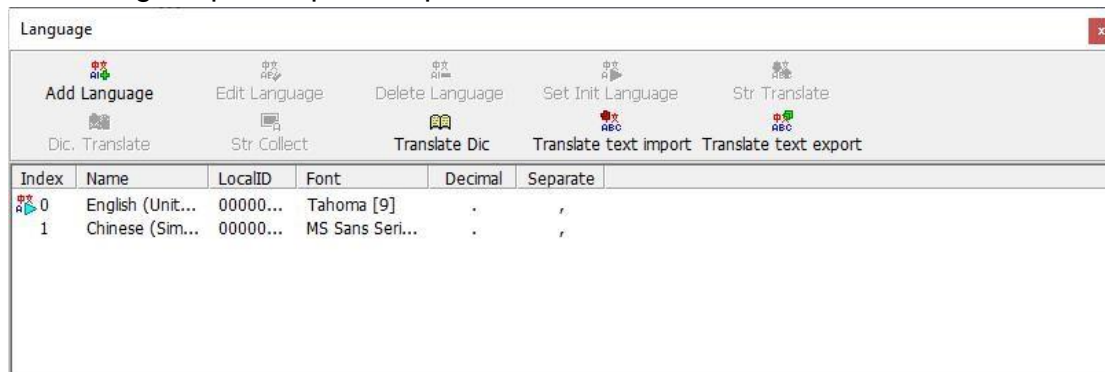 Language
x
Add Language Edit Language Delete Language Set Init Language Str Translate
Dic. Translate Str Collect Translate Dic Translate text import Translate text export
Index Name LocalID Font Decimal Separate
0 English (Unit... 00000... Tahoma [9] . ,
1 Chinese (Sim... 00000... MS Sans Seri... . ,